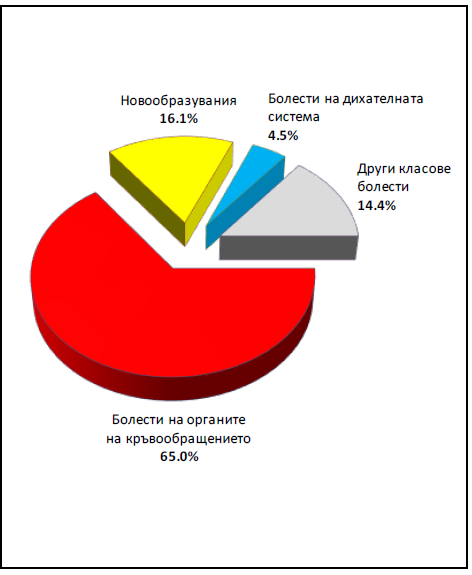 Новообразувания
16.1%
Болести на дихателната
система
4.5%
Други класове
болести
14.4%
Болести на органите
на кръвообращението
65.0%